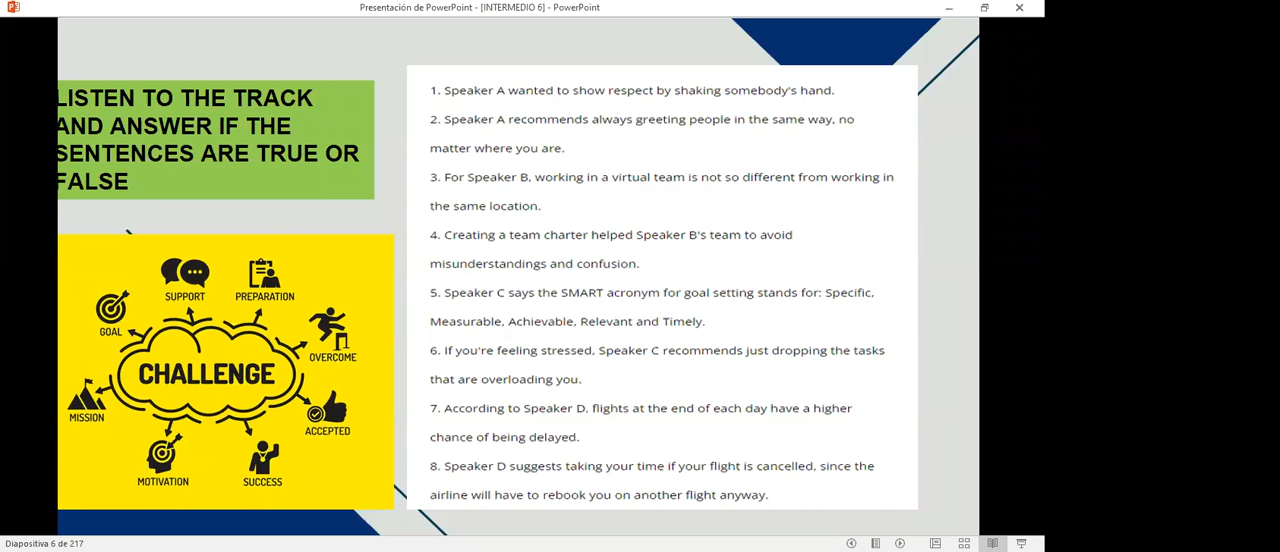 Presentación de PowerPoint - [INTERMEDIO 6] - PowerPoint
LISTEN TO THE TRACK
AND ANSWER IF THE
SENTENCES ARE TRUE OR
FALSE
SUPPORT
PREPARATION
GOAL
OVERCOME
CHALLENGE
MISSION
ACCEPTED
MOTIVATION
SUCCESS
1. Speaker A wanted to show respect by shaking somebody's hand.
2. Speaker A recommends always greeting people in the same way, no
matter where you are.
3. For Speaker B, working in a virtual team is not so different from working in
the same location.
4. Creating a team charter helped Speaker B's team to avoid
misunderstandings and confusion.
5. Speaker C says the SMART acronym for goal setting stands for: Specific,
Measurable, Achievable, Relevant and Timely.
6. If you're feeling stressed, Speaker C recommends just dropping the tasks
that are overloading you.
7. According to Speaker D, flights at the end of each day have a higher
chance of being delayed.
8. Speaker D suggests taking your time if your flight is cancelled, since the
airline will have to rebook you on another flight anyway.
Diapositiva 6 de 217